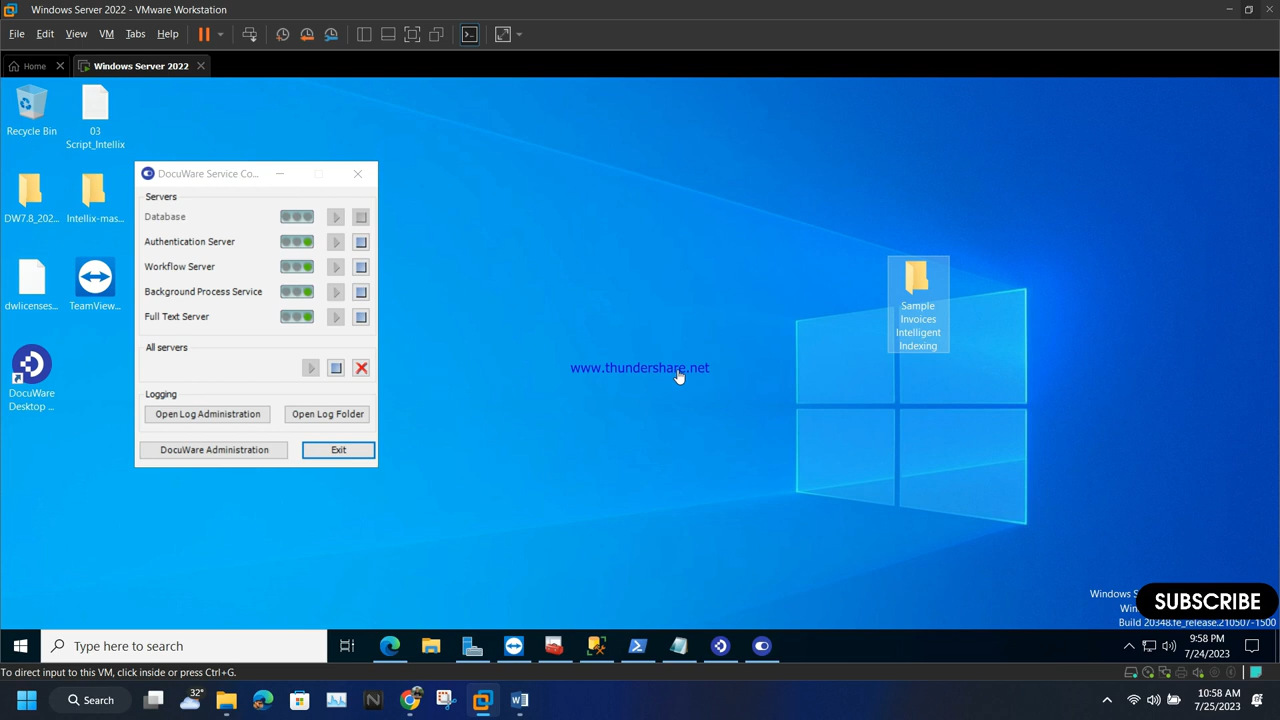 Windows Server 2022 - VMware Workstation
File Edit View VM Tabs Help
Home
Windows Server 2022
Recycle Bin
03
Script_Intellix
DW7.8_202...
Intellix-mas...
dwlicenses...
TeamView...
DocuWare
Desktop ...
DocuWare Service Co...
Servers
Database
Authentication Server
Workflow Server
Background Process Service
Full Text Server
All servers
Logging
Open Log Administration
Open Log Folder
DocuWare Administration
Exit
www.thundershare.net
Sample
Invoices
Intelligent
Indexing
Windows S
Win
Build 20348.fe_release.210507-1500
SUBSCRIBE
Type here to search
9:58 PM
7/24/2023
To direct input to this VM, click inside or press Ctrl+G.
32°
Search
10:58 AM
7/25/2023